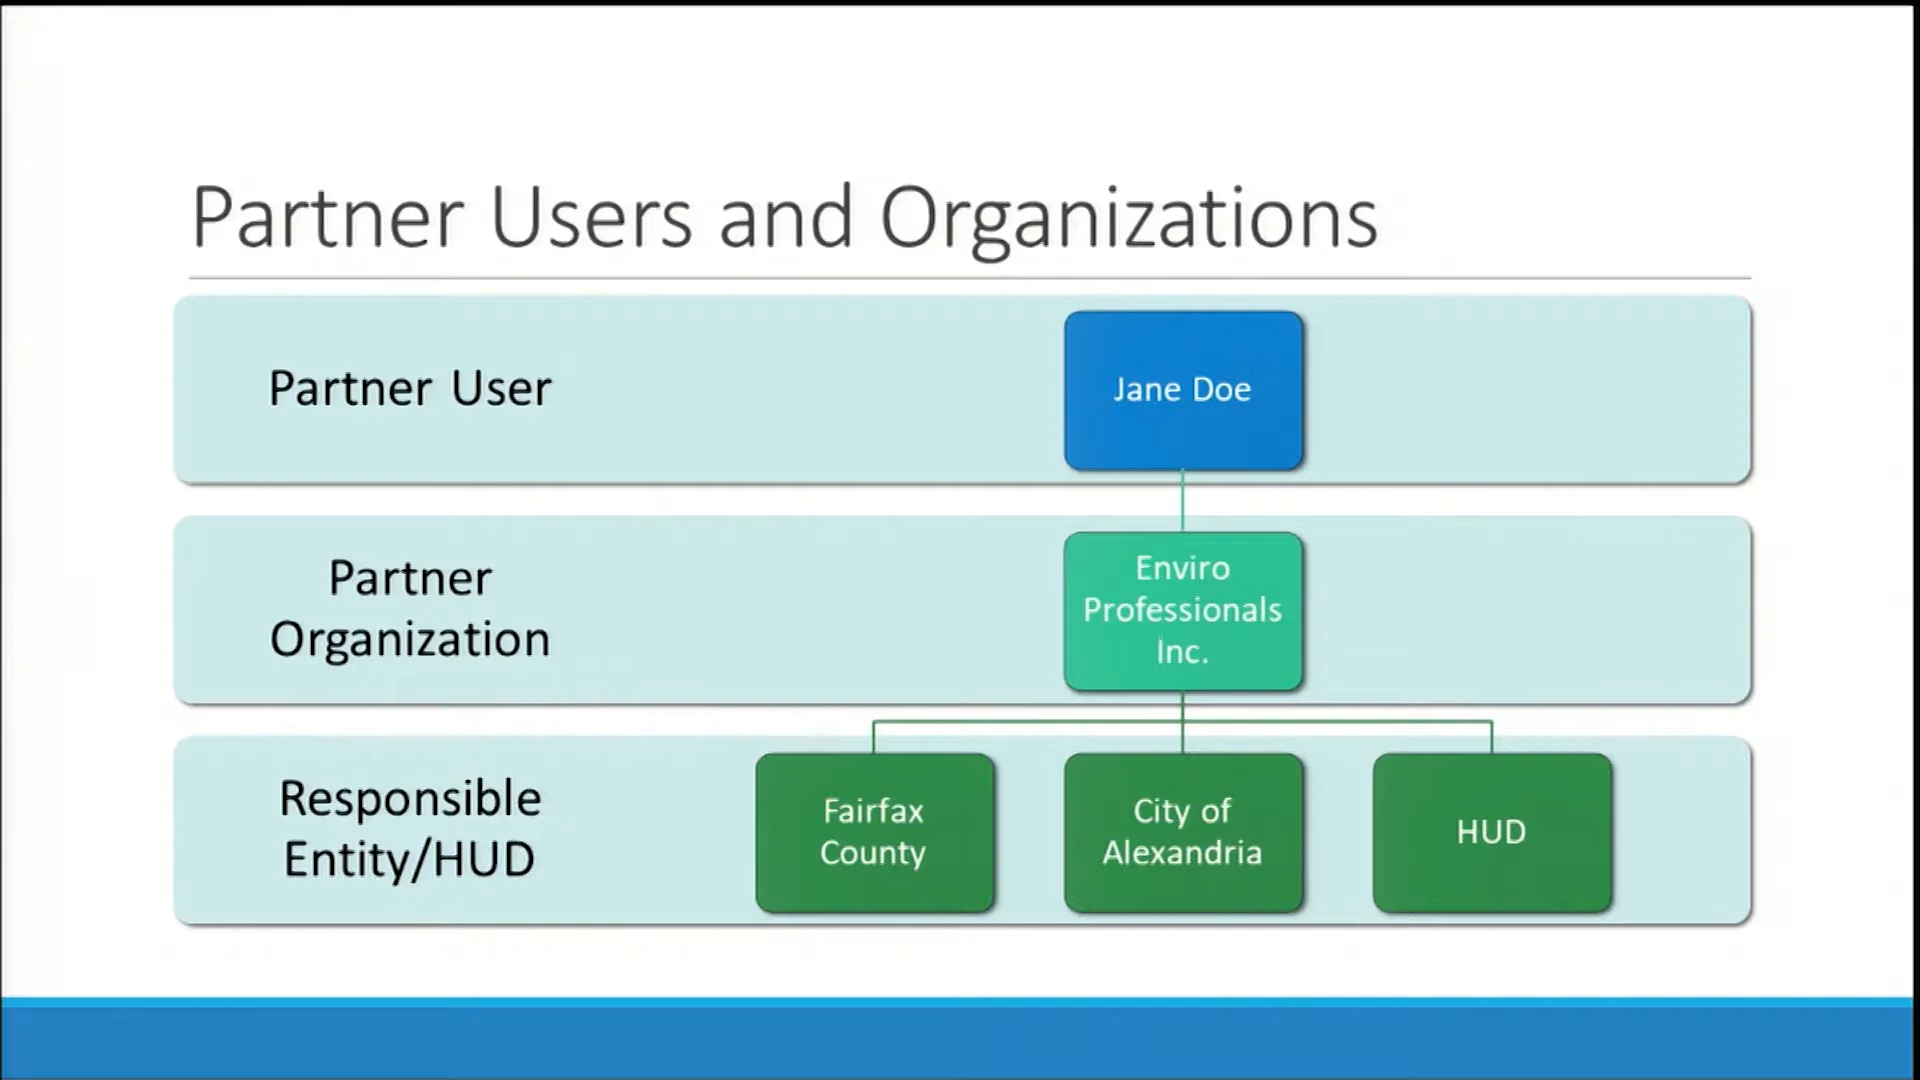 Partner Users and Organizations
Partner User
Jane Doe
Partner
Organization
Enviro
Professionals
Inc.
Responsible
Entity/HUD
Fairfax
County
City of
Alexandria
HUD